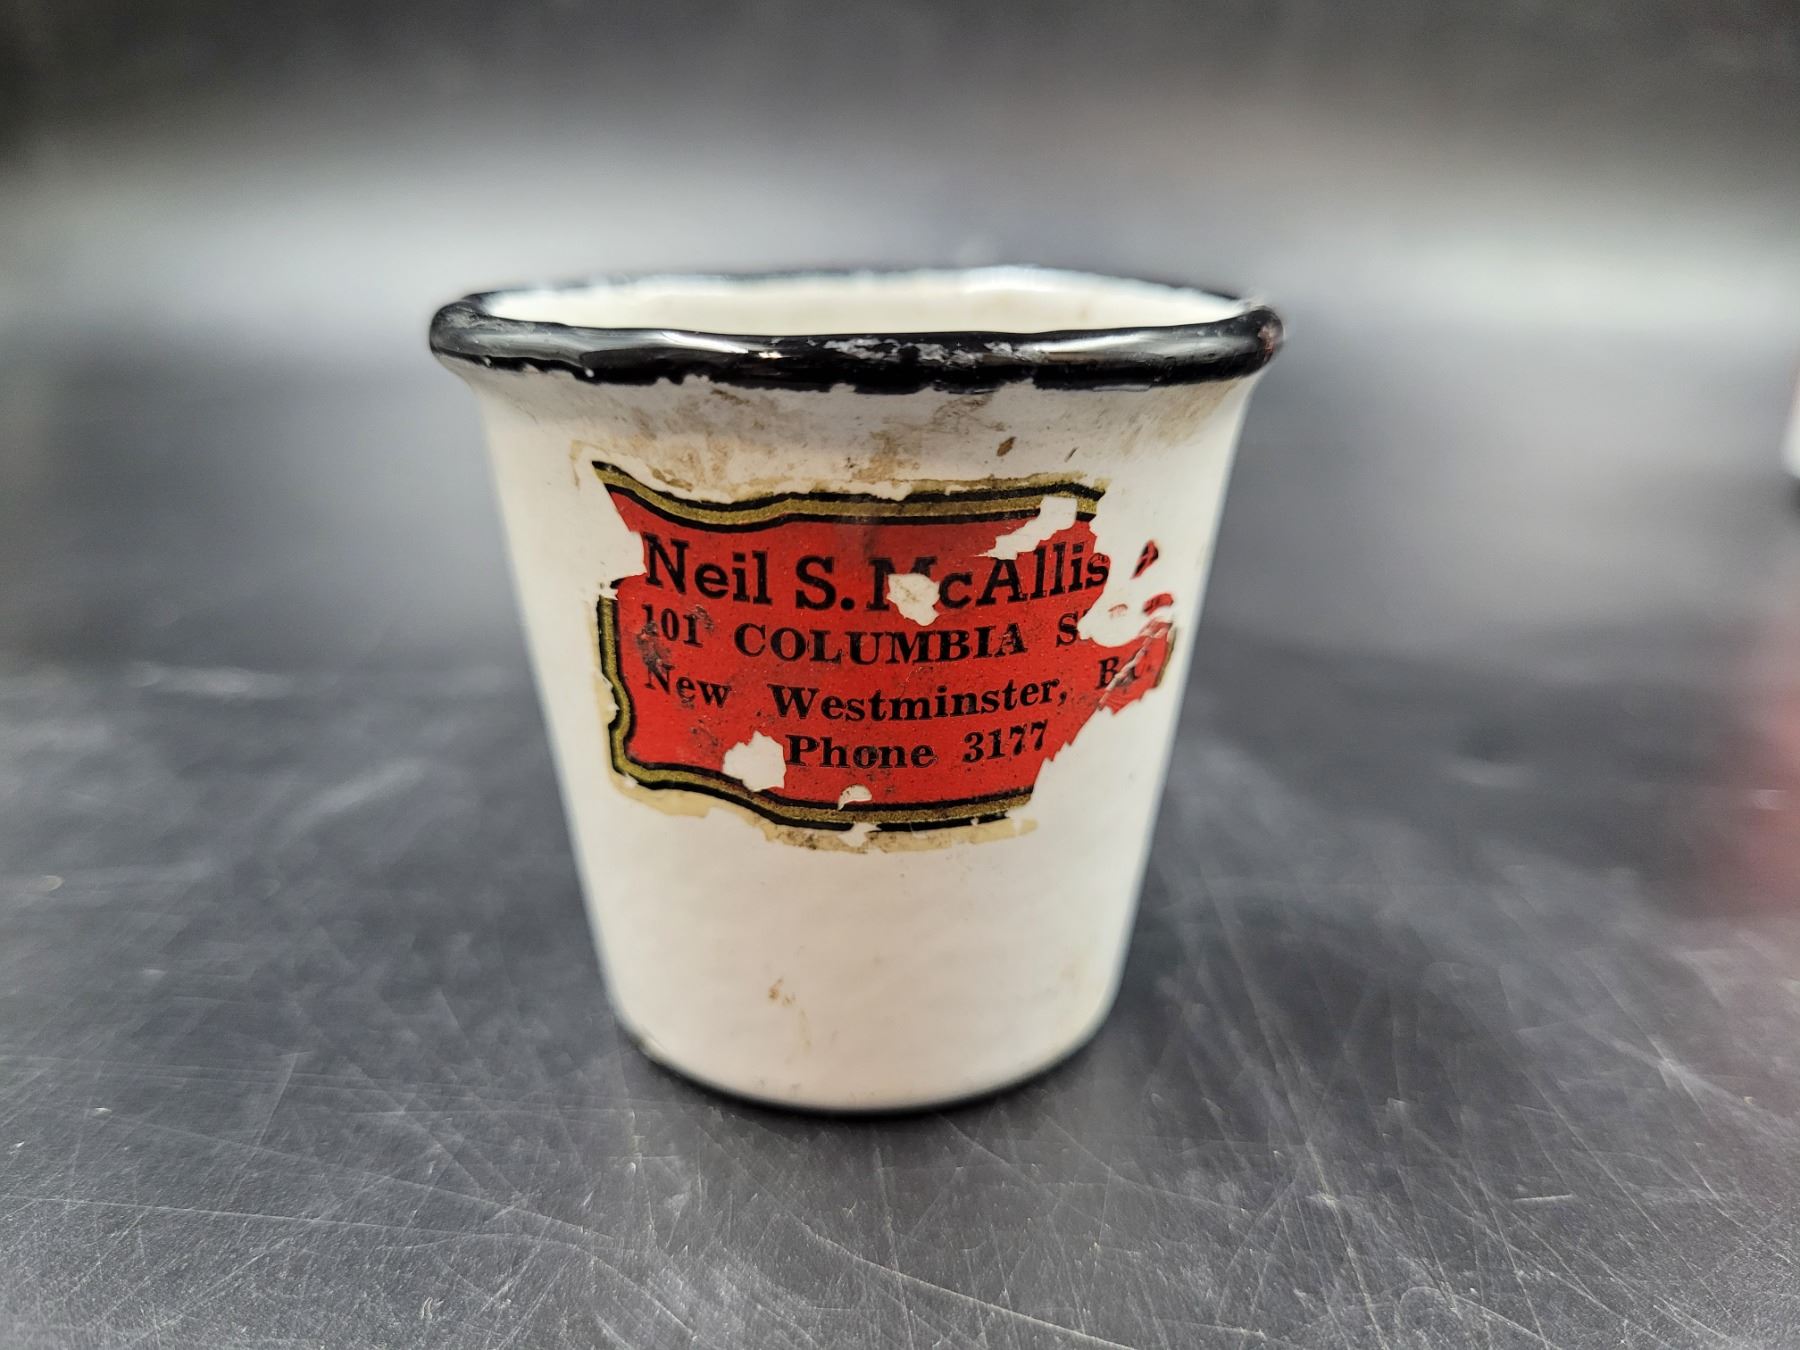 Neil S. McAllis
101 COLUMBIA S
New Westminster, B.C.
Phone 3177